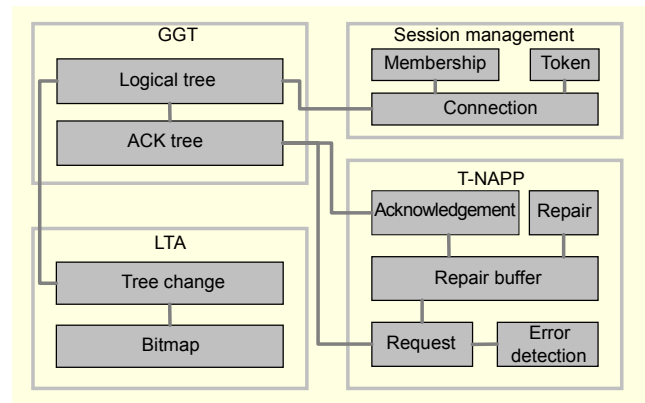 GGT
Logical tree
ACK tree
Session management
Membership
Token
Connection
LTA
Tree change
Bitmap
T-NAPP
Acknowledgement
Repair
Repair buffer
Request
Error
detection